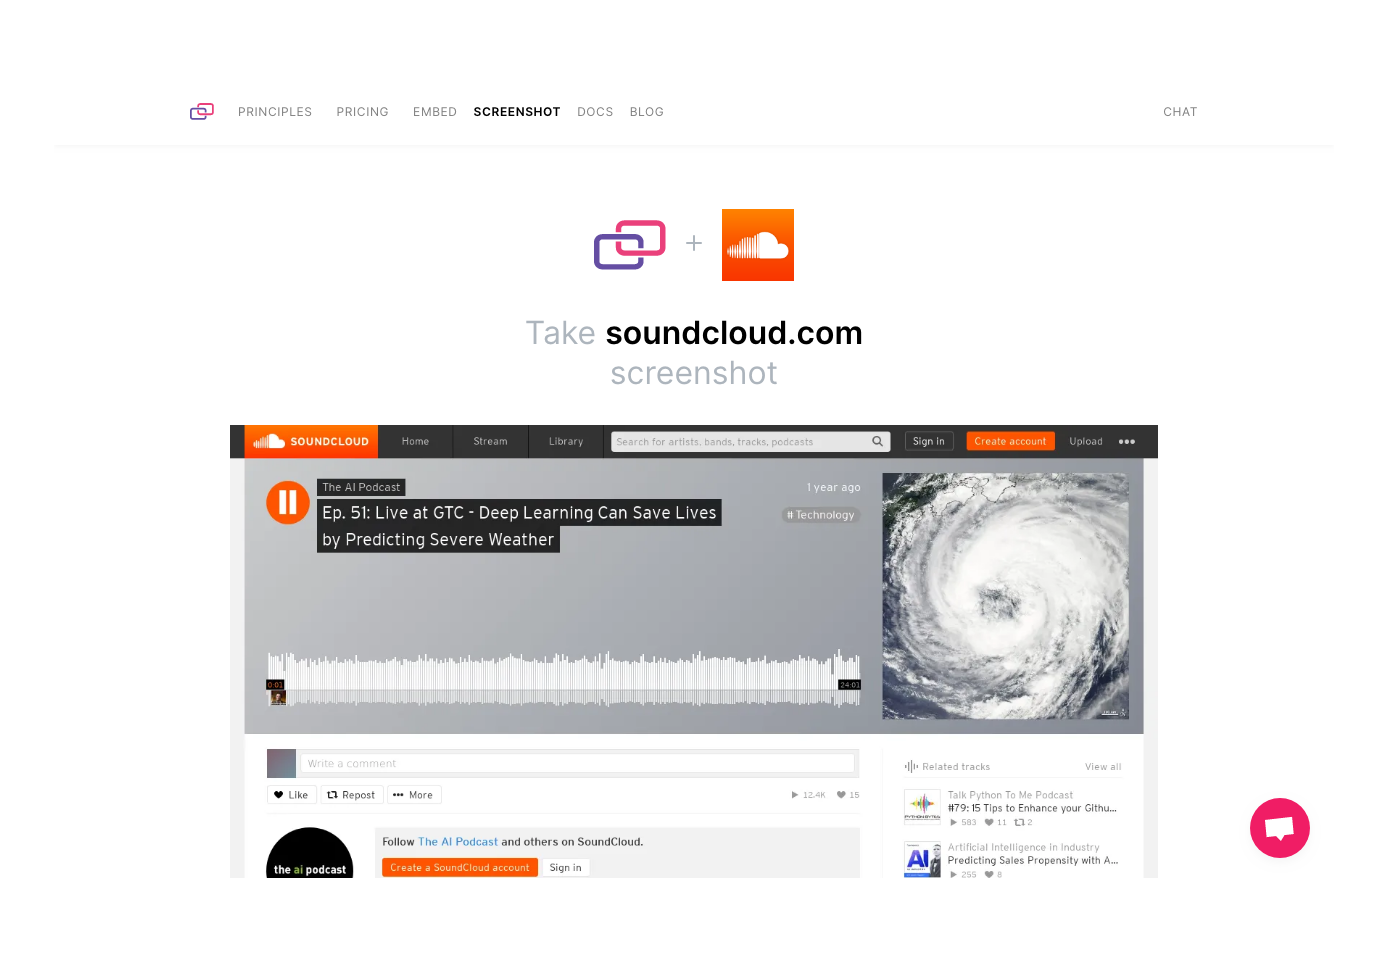 PRINCIPLES PRICING EMBED SCREENSHOT DOCS BLOG CHAT
Take soundcloud.com
screenshot
SOUNDCLOUD Home Stream Library Search for artists, bands, tracks, podcasts Sign in Create account Upload
The AI Podcast
1 year ago
Ep. 51: Live at GTC - Deep Learning Can Save Lives
by Predicting Severe Weather
# Technology
0:01
24:01
Write a comment
Like Repost More
12.4K 15
the ai podcast
Follow The AI Podcast and others on SoundCloud.
Create a SoundCloud account Sign in
Related tracks View all
Talk Python To Me Podcast
#79: 15 Tips to Enhance your Githu...
583 11 2
Artificial Intelligence In Industry
Predicting Sales Propensity with A...
255 8
AI